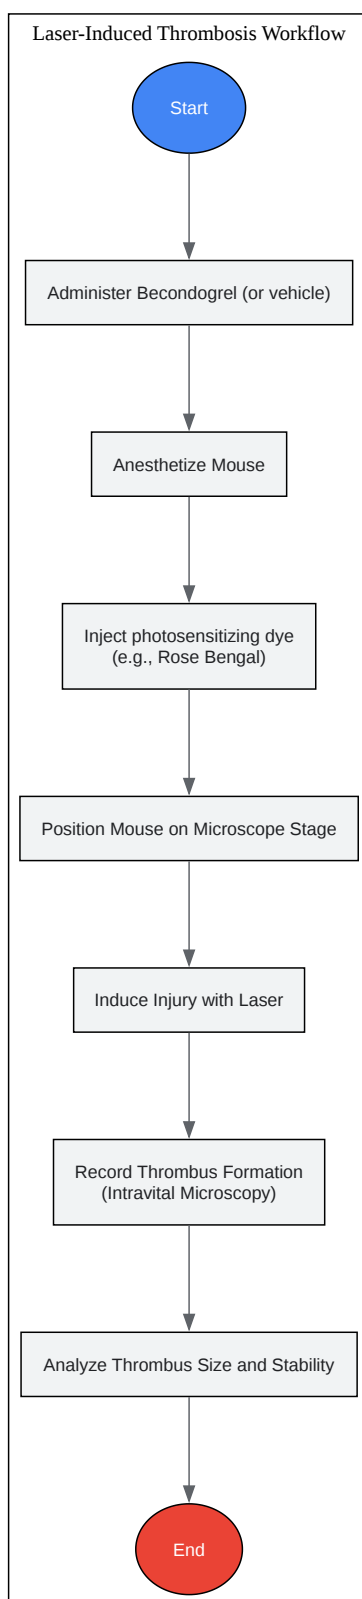 Laser-Induced Thrombosis Workflow
Start
Administer Becondogrel (or vehicle)
Anesthetize Mouse
Inject photosensitizing dye
(e.g., Rose Bengal)
Position Mouse on Microscope Stage
Induce Injury with Laser
Record Thrombus Formation
(Intravital Microscopy)
Analyze Thrombus Size and Stability
End